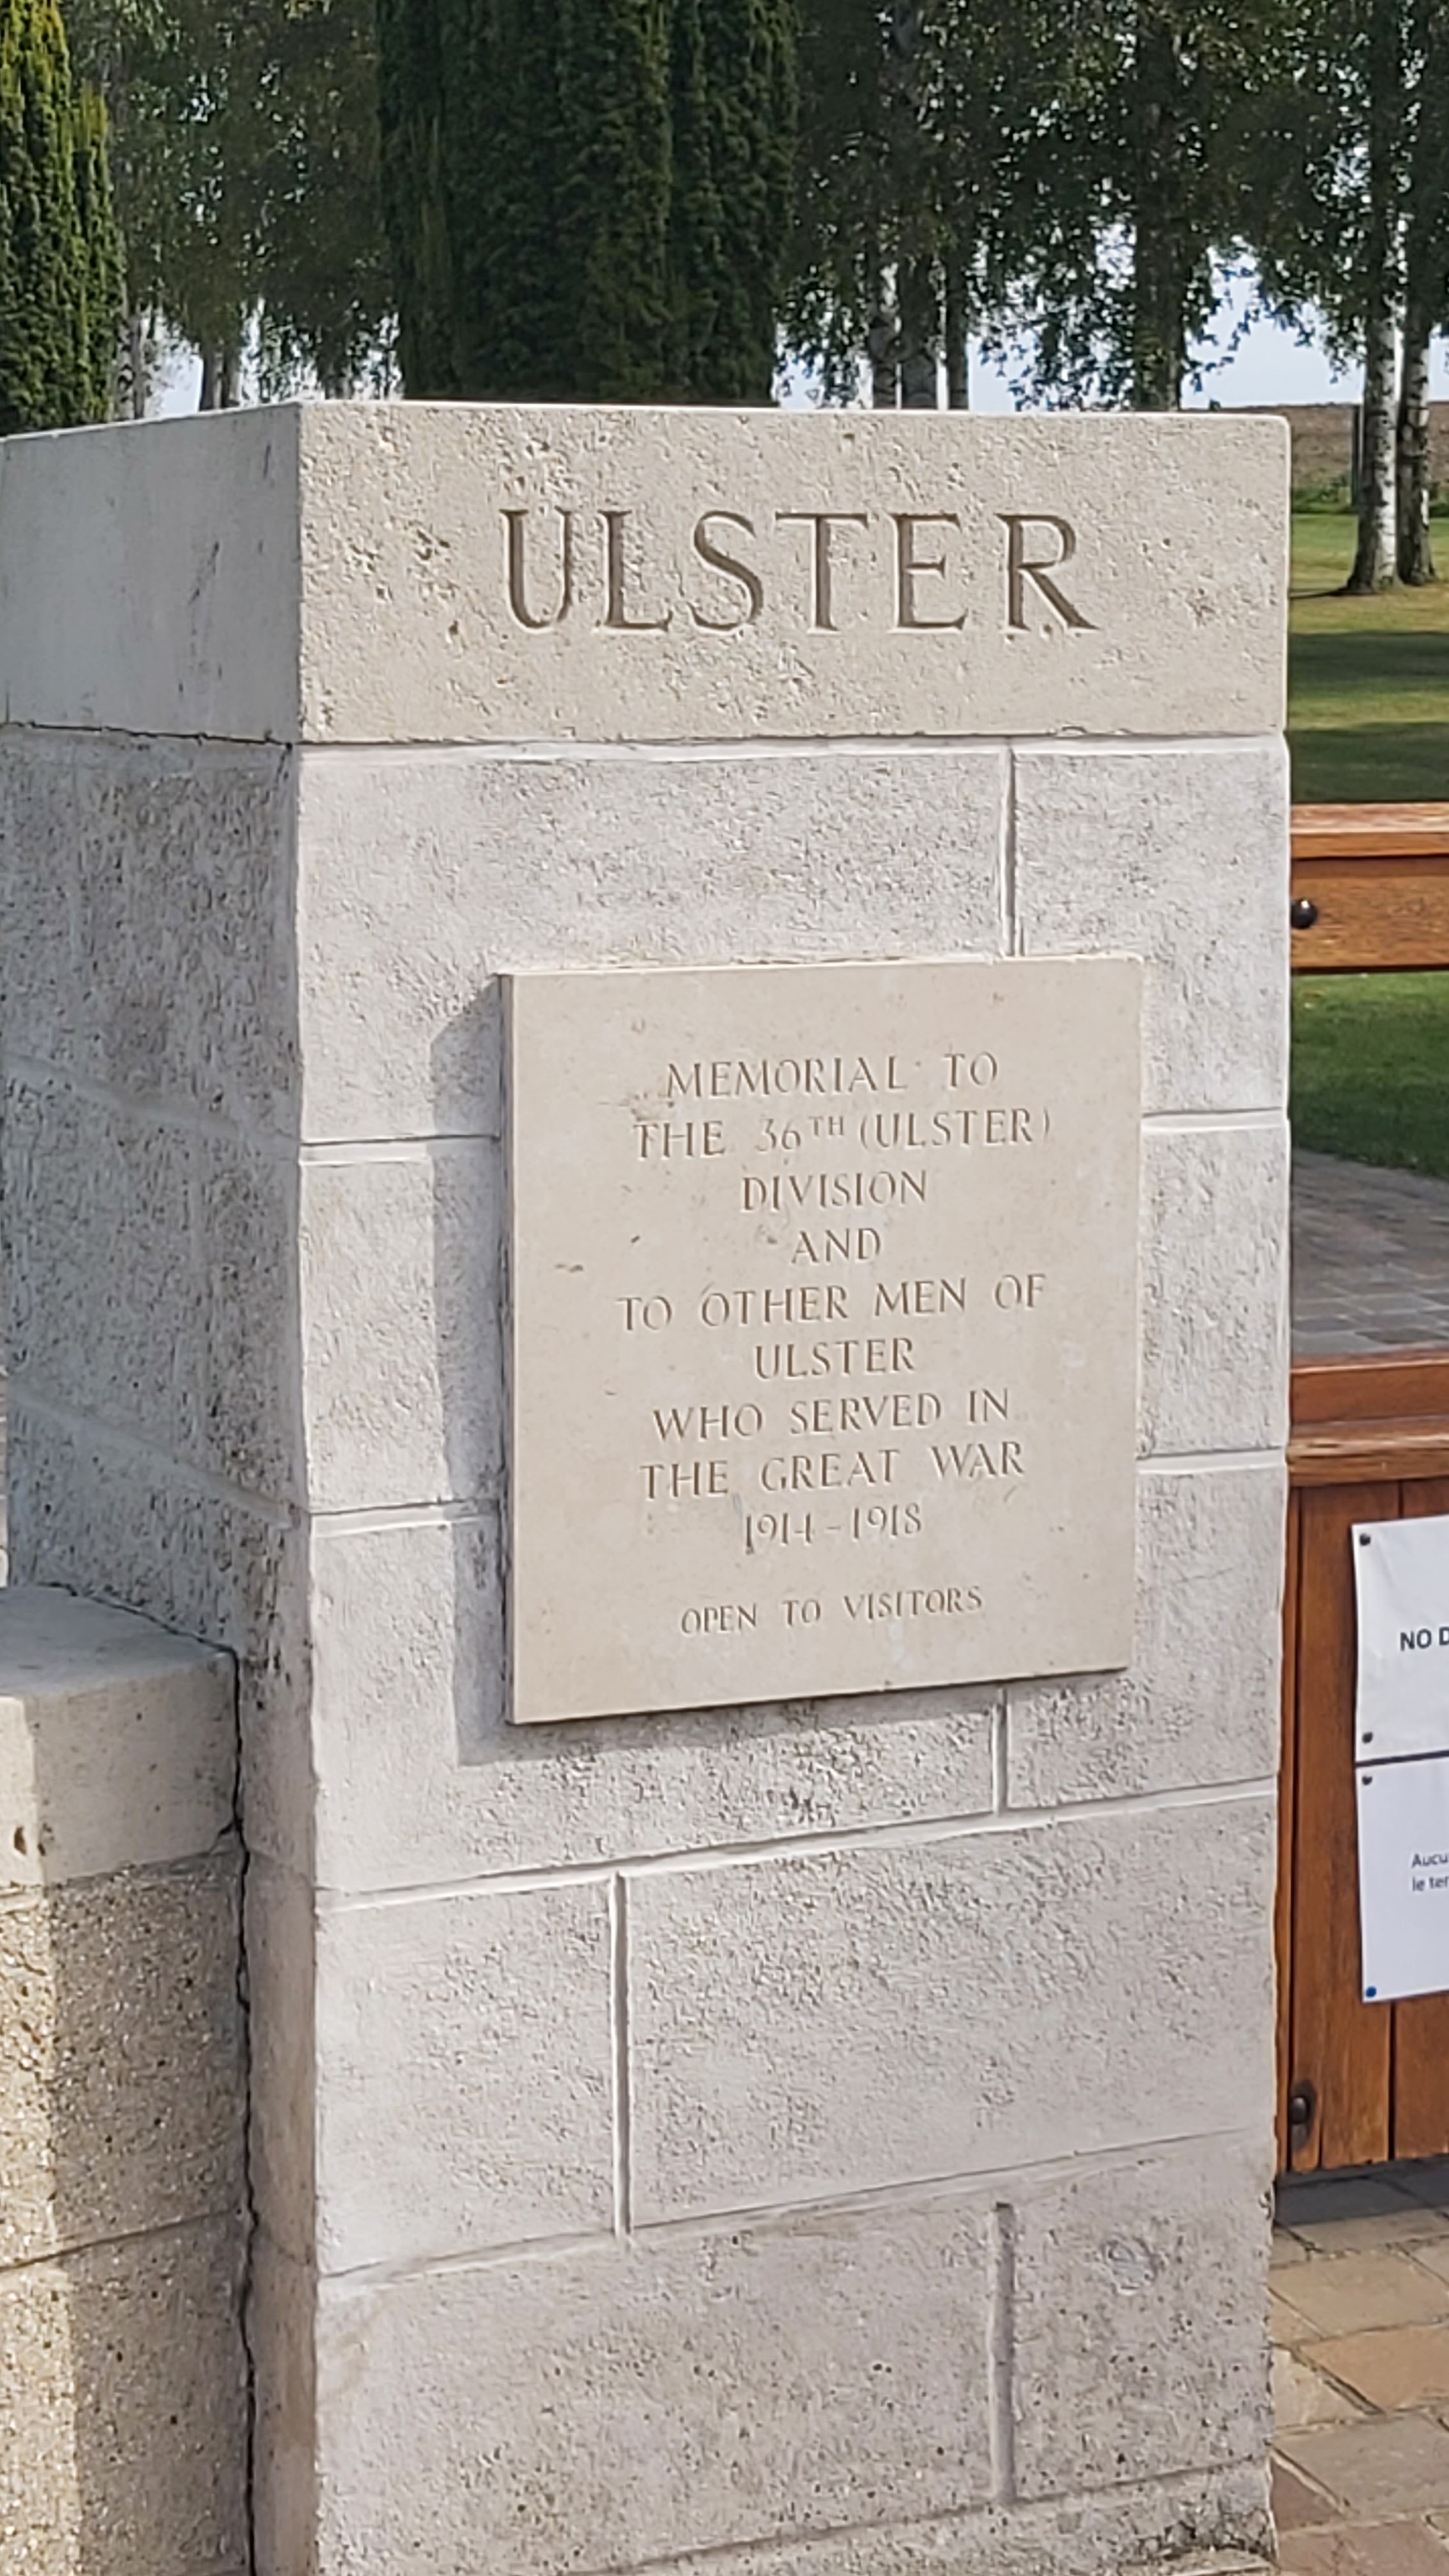 ULSTER
MEMORIAL TO
THE 36TH (ULSTER)
DIVISION
AND
TO OTHER MEN OF
ULSTER
WHO SERVED IN
THE GREAT WAR
1914-1918
OPEN TO VISITORS
NO
le